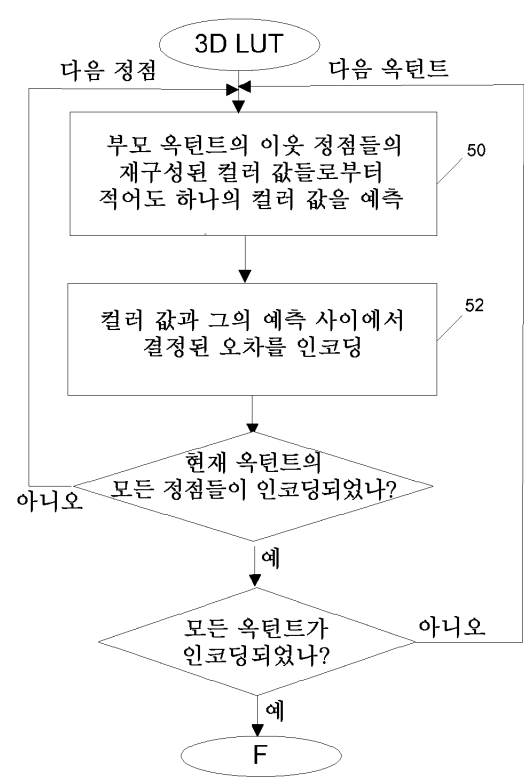 3D LUT
다음 정점
다음 옥턴트
부모 옥턴트의 이웃 정점들의
재구성된 컬러 값들로부터
적어도 하나의 컬러 값을 예측
50
컬러 값과 그의 예측 사이에서
결정된 오차를 인코딩
52
현재 옥턴트의
모든 정점들이 인코딩되었나?
아니오
예
모든 옥턴트가
인코딩되었나?
아니오
예
F